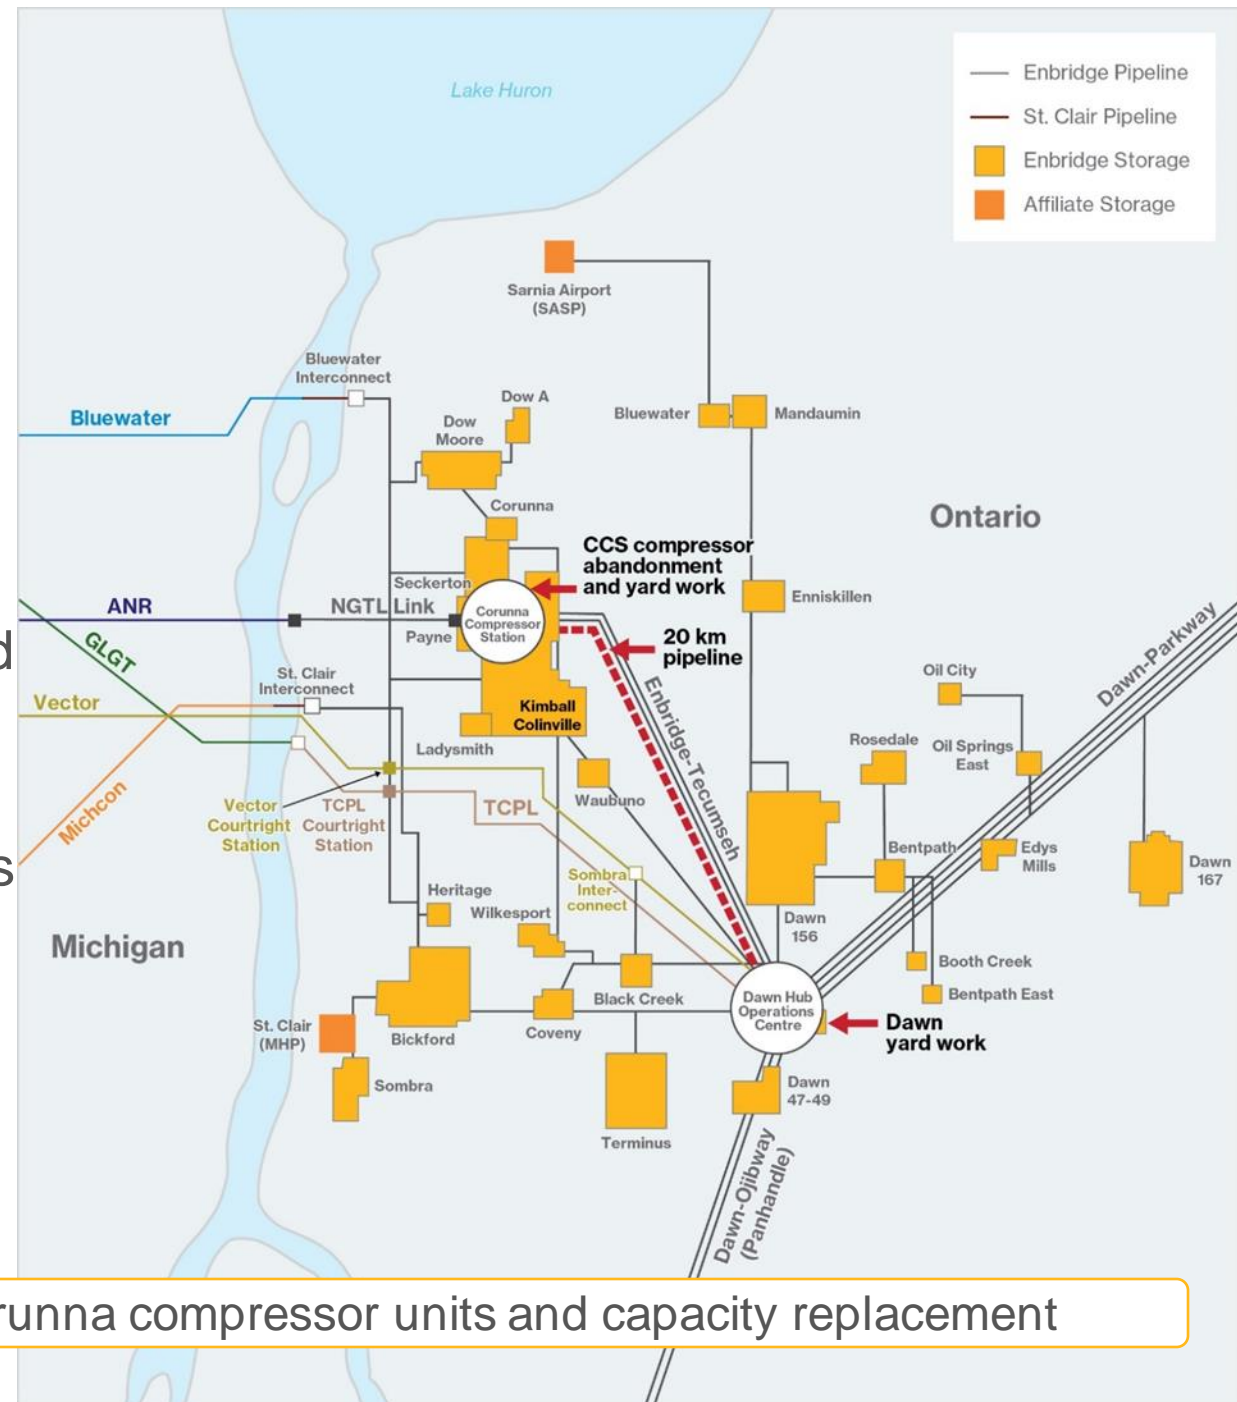 Lake Huron
Enbridge Pipeline
St. Clair Pipeline
Enbridge Storage
Affiliate Storage
Sarnia Airport
(SASP)
Bluewater
Interconnect
Bluewater
Dow A
Dow
Moore
Bluewater
Mandaumin
Corunna
Ontario
CCS compressor
abandonment
and yard work
Seckerton
Enniskillen
ANR
NGTL Link
Corunna
Compressor
Station
Payne
20 km
pipeline
d
GLGT
St. Clair
Interconnect
Vector
Kimball
Colinville
Enbridge-Tecumseh
Oil City
Dawn-Parkway
Ladysmith
Rosedale
Oil Springs
East
Michcon
Vector
Courtright
Station
TCPL
Courtright
Station
TCPL
Waubuno
Bentpath
Edys
Mills
Dawn
167
s
Sombra
Inter-
connect
Heritage
Wilkesport
Dawn
156
Michigan
Booth Creek
Black Creek
Bentpath East
Dawn Hub
Operations
Centre
St. Clair
(MHP)
Bickford
Coveny
Dawn
yard work
Sombra
Dawn
47-49
Terminus
Dawn-Ojibway
(Panhandle)
runna compressor units and capacity replacement